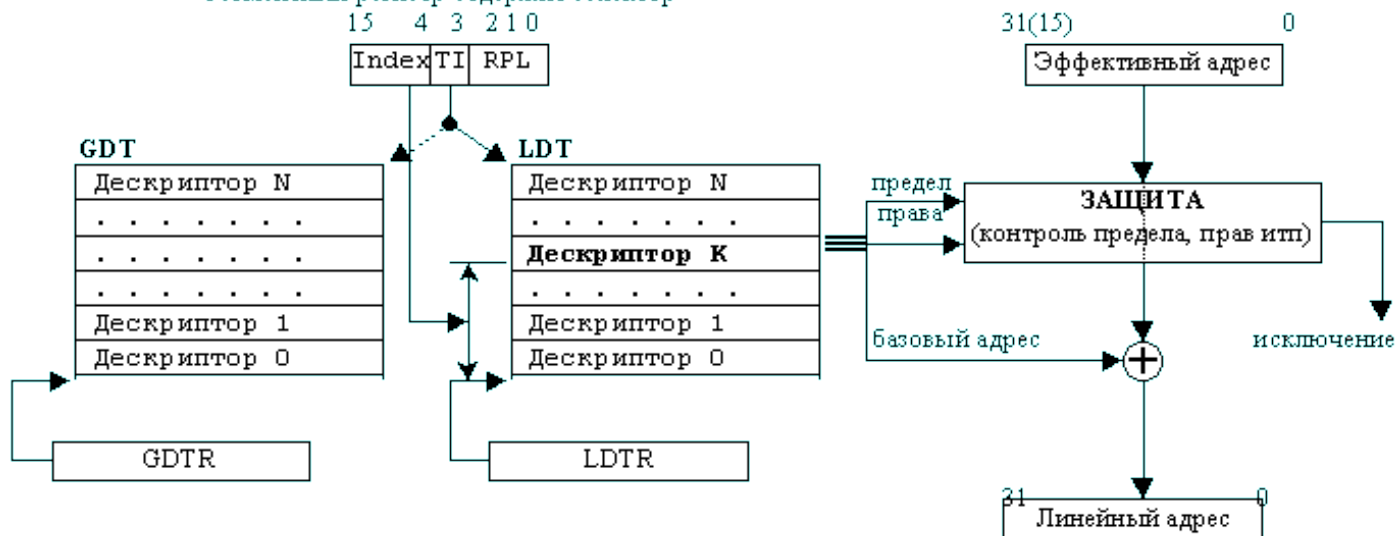 содержит селектор
15 4 3 2 1 0 31(15) 0
Index TI RPL Эффективный адрес
GDT LDT
Дескриптор N Дескриптор N предел ЗАЩИТА
. . . . . . . . . . . . . . права (контроль предела, прав итп)
. . . . . . . Дескриптор K
. . . . . . . . . . . . . .
Дескриптор 1 Дескриптор 1
Дескриптор 0 Дескриптор 0 базовый адрес исключение
GDTR LDTR
31 0
Линейный адрес